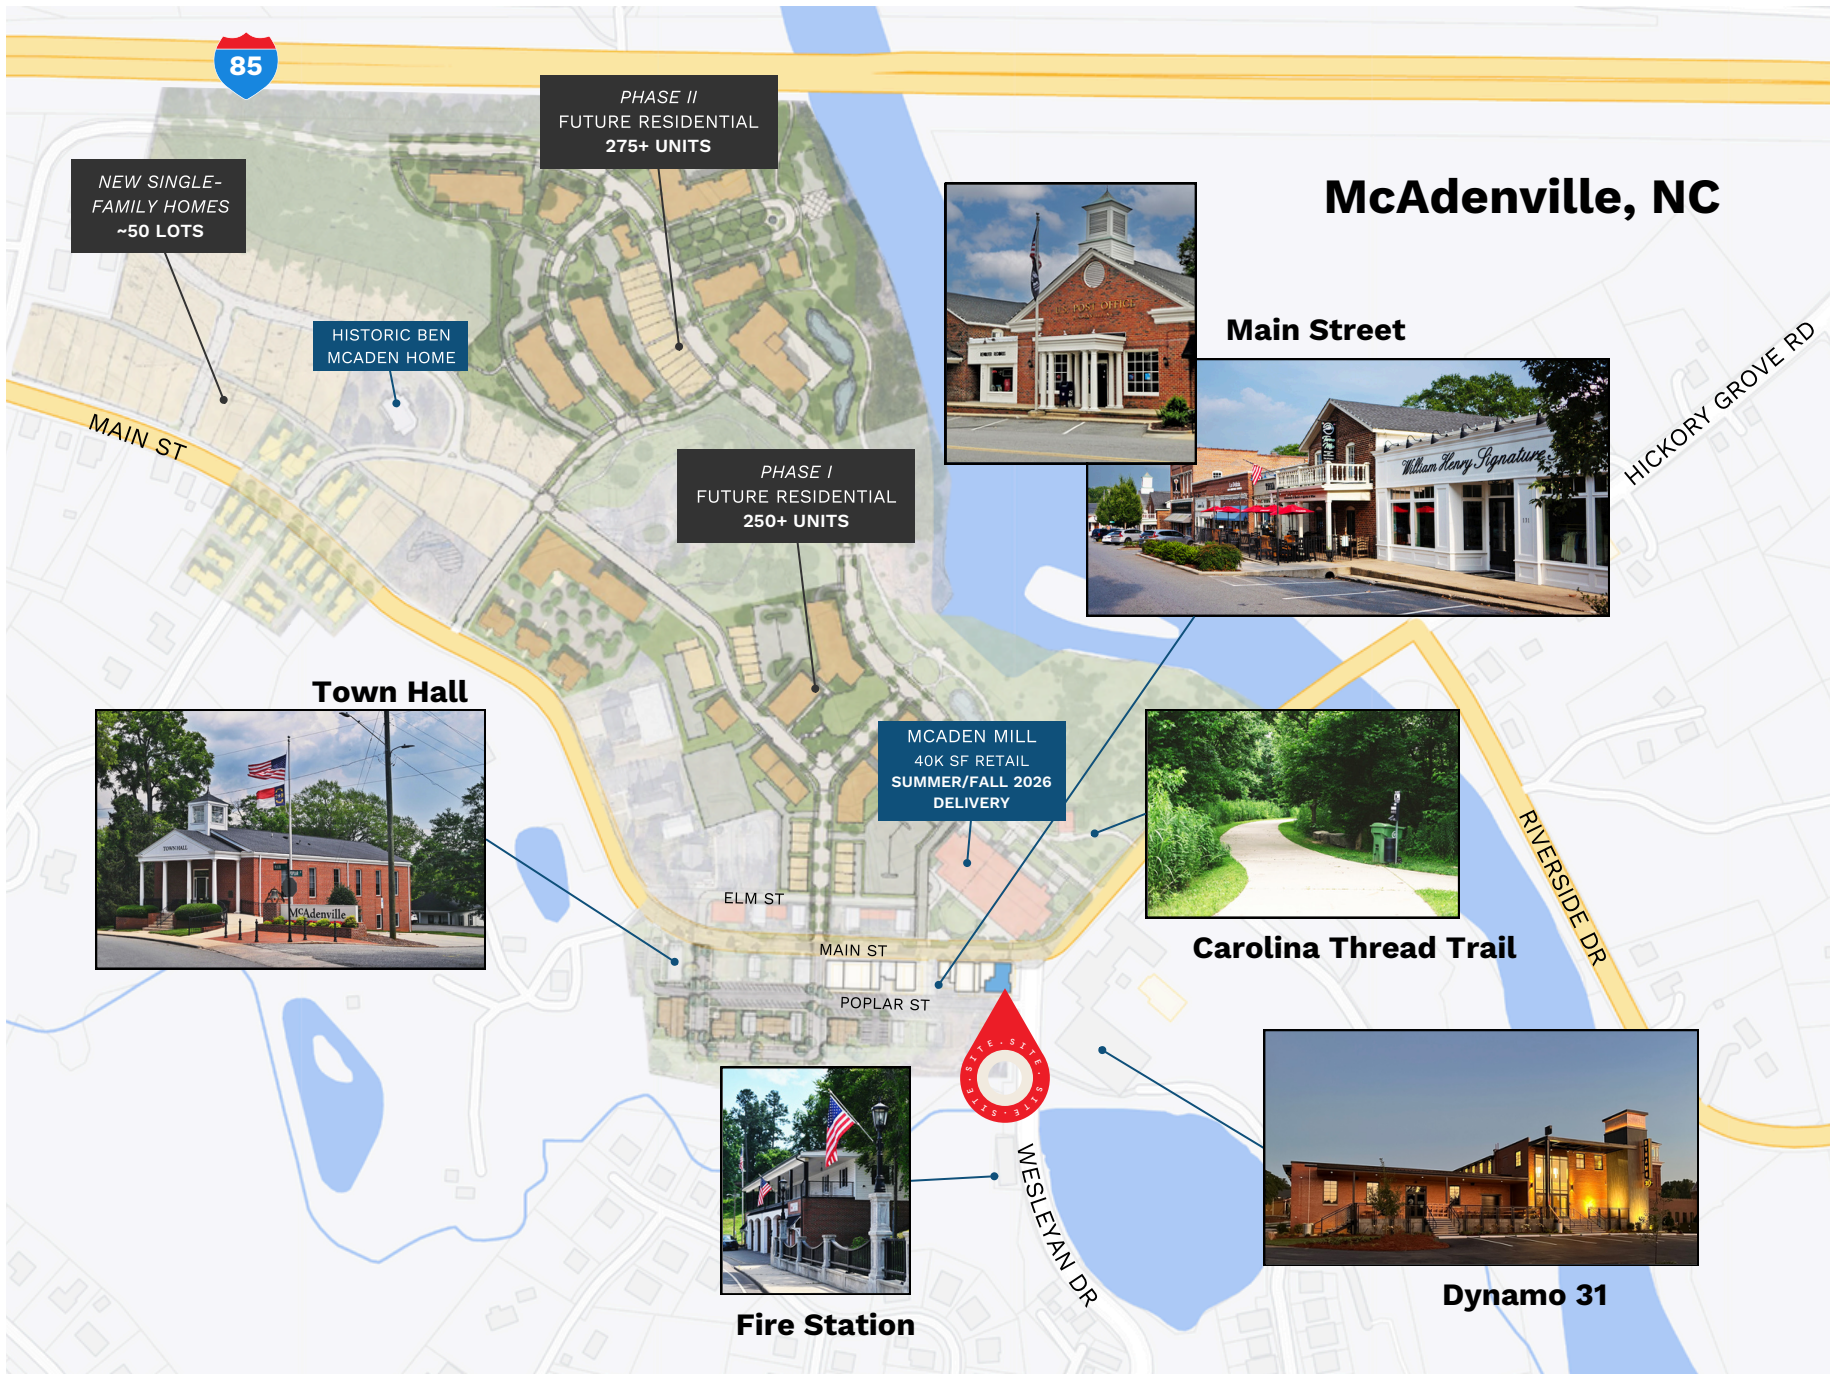 85
PHASE II
FUTURE RESIDENTIAL
275+ UNITS
NEW SINGLE-
FAMILY HOMES
~50 LOTS
McAdenville, NC
U.S. POST OFFICE
Main Street
HISTORIC BEN
MCADEN HOME
HICKORY GROVE RD
MAIN ST
William Henry Signature
PHASE I
FUTURE RESIDENTIAL
250+ UNITS
Town Hall
TOWN HALL
McAdenville
MCADEN MILL
40K SF RETAIL
SUMMER/FALL 2026
DELIVERY
RIVERSIDE DR
ELM ST
MAIN ST
POPLAR ST
Carolina Thread Trail
SITE · SITE · SITE · SITE ·
WESLEYAN DR
Fire Station
Dynamo 31